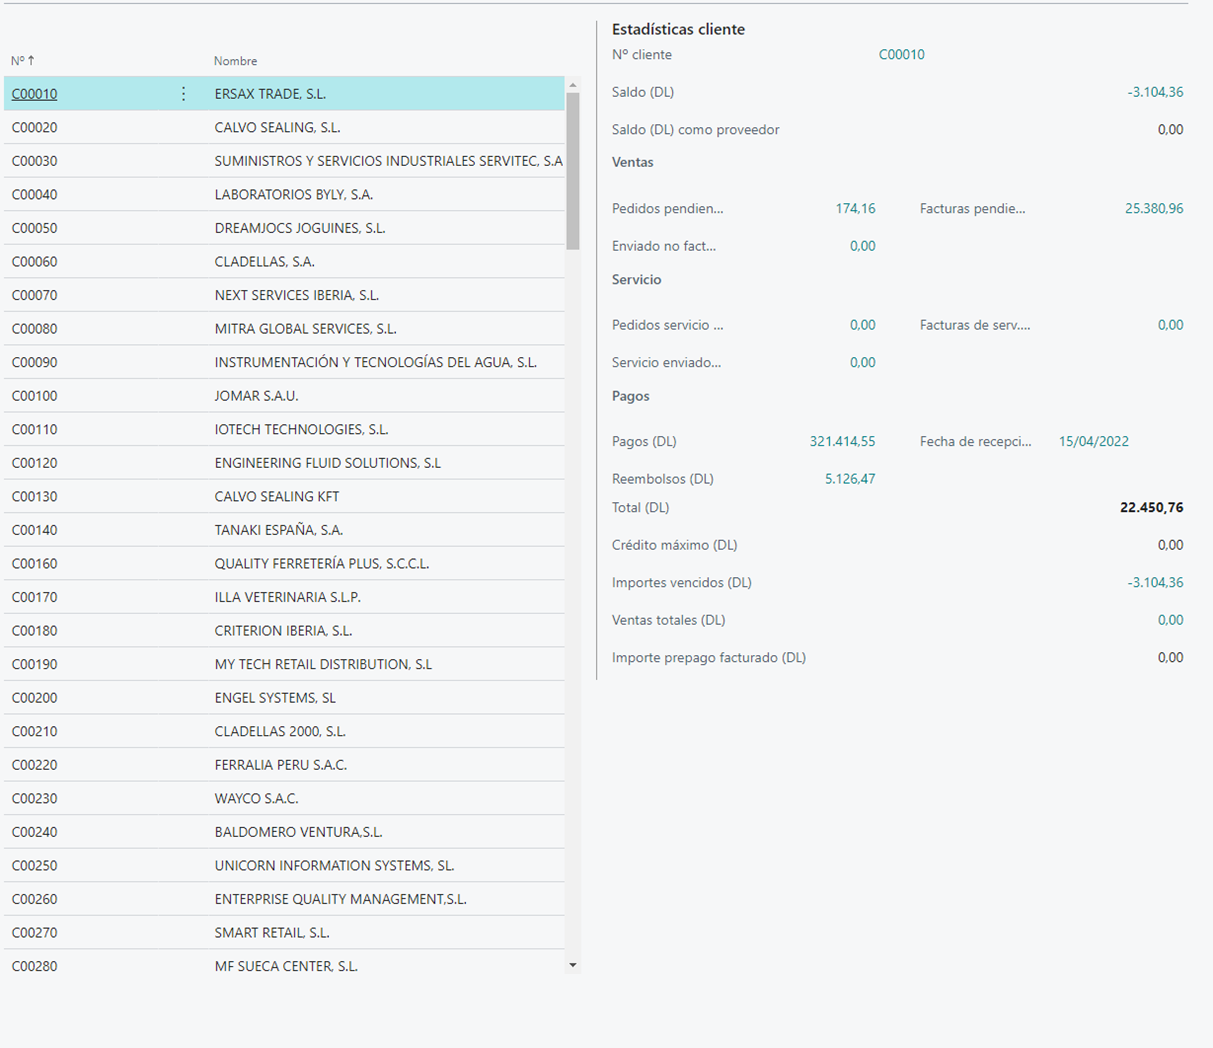 Nº ↑ Nombre
C00010 ERSAX TRADE, S.L.
C00020 CALVO SEALING, S.L.
C00030 SUMINISTROS Y SERVICIOS INDUSTRIALES SERVITEC, S.A
C00040 LABORATORIOS BYLY, S.A.
C00050 DREAMJOCS JOGUINES, S.L.
C00060 CLADELLAS, S.A.
C00070 NEXT SERVICES IBERIA, S.L.
C00080 MITRA GLOBAL SERVICES, S.L.
C00090 INSTRUMENTACIÓN Y TECNOLOGÍAS DEL AGUA, S.L.
C00100 JOMAR S.A.U.
C00110 IOTECH TECHNOLOGIES, S.L.
C00120 ENGINEERING FLUID SOLUTIONS, S.L
C00130 CALVO SEALING KFT
C00140 TANAKI ESPAÑA, S.A.
C00160 QUALITY FERRETERÍA PLUS, S.C.C.L.
C00170 ILLA VETERINARIA S.L.P.
C00180 CRITERION IBERIA, S.L.
C00190 MY TECH RETAIL DISTRIBUTION, S.L
C00200 ENGEL SYSTEMS, SL
C00210 CLADELLAS 2000, S.L.
C00220 FERRALIA PERU S.A.C.
C00230 WAYCO S.A.C.
C00240 BALDOMERO VENTURA,S.L.
C00250 UNICORN INFORMATION SYSTEMS, SL.
C00260 ENTERPRISE QUALITY MANAGEMENT,S.L.
C00270 SMART RETAIL, S.L.
C00280 MF SUECA CENTER, S.L.
Estadísticas cliente
Nº cliente C00010
Saldo (DL) -3.104,36
Saldo (DL) como proveedor 0,00
Ventas
Pedidos pendien... 174,16 Facturas pendie... 25.380,96
Enviado no fact... 0,00
Servicio
Pedidos servicio ... 0,00 Facturas de serv.... 0,00
Servicio enviado... 0,00
Pagos
Pagos (DL) 321.414,55 Fecha de recepci... 15/04/2022
Reembolsos (DL) 5.126,47
Total (DL) 22.450,76
Crédito máximo (DL) 0,00
Importes vencidos (DL) -3.104,36
Ventas totales (DL) 0,00
Importe prepago facturado (DL) 0,00